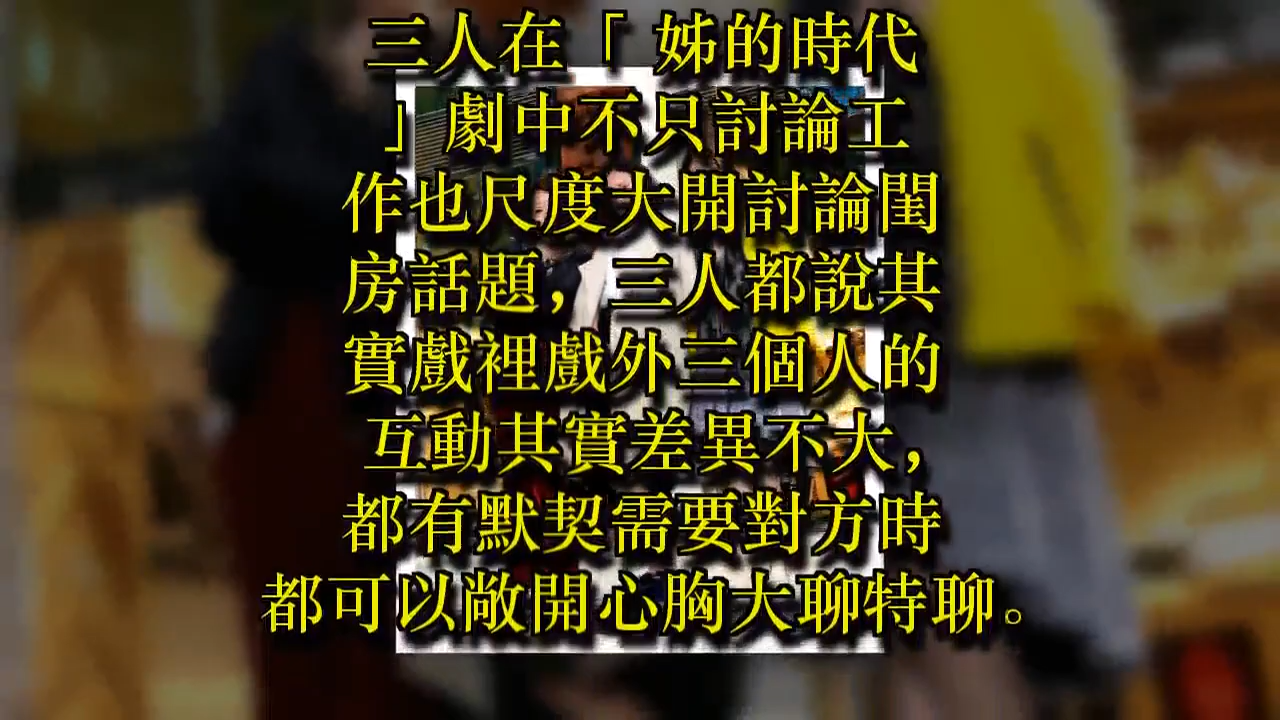 三人在「 姊的時代
」劇中不只討論工
作也尺度大開討論閨
房話題，三人都說其
實戲裡戲外三個人的
互動其實差異不大，
都有默契需要對方時
都可以敞開心胸大聊特聊。